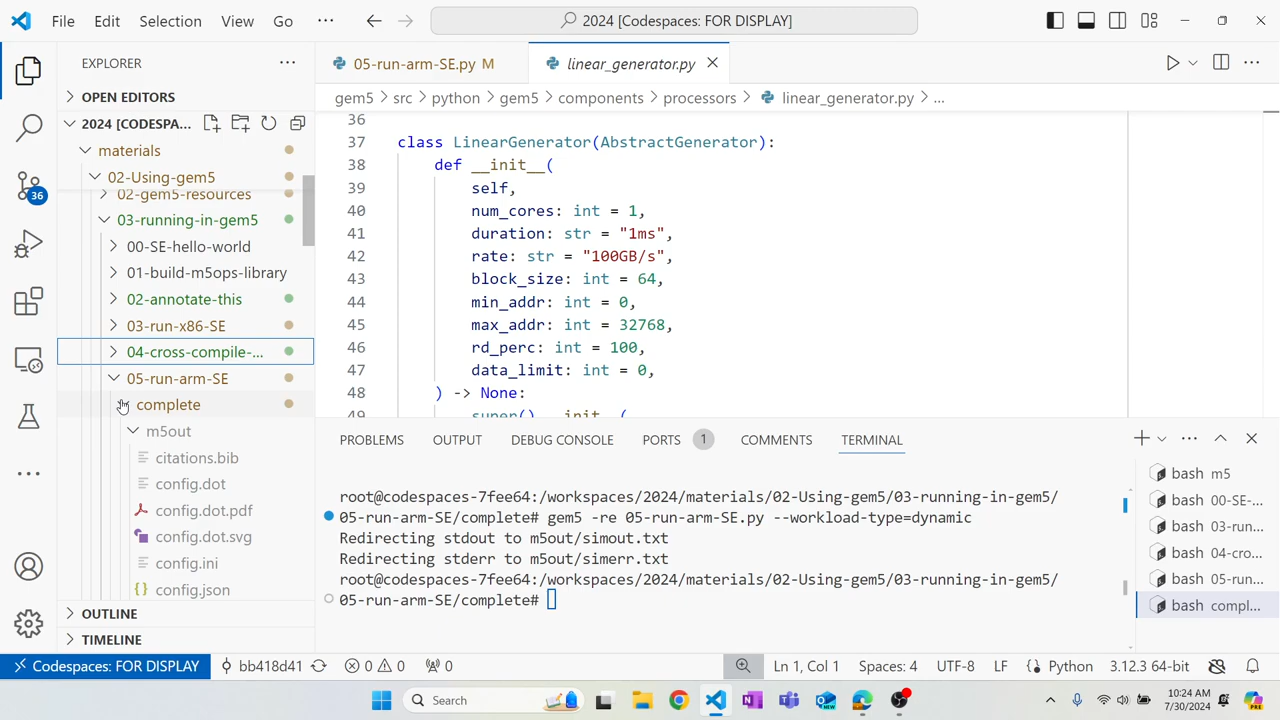 File Edit Selection View Go ··· 2024 [Codespaces: FOR DISPLAY]
EXPLORER
OPEN EDITORS
2024 [CODESPA...
materials
02-Using-gem5
02-gem5-resources
03-running-in-gem5
00-SE-hello-world
01-build-m5ops-library
02-annotate-this
03-run-x86-SE
04-cross-compile-...
05-run-arm-SE
complete
m5out
citations.bib
config.dot
config.dot.pdf
config.dot.svg
config.ini
{} config.json
OUTLINE
TIMELINE
36
05-run-arm-SE.py M linear_generator.py
gem5 > src > python > gem5 > components > processors > linear_generator.py > ...
36
37 class LinearGenerator(AbstractGenerator):
38 def __init__(
39 self,
40 num_cores: int = 1,
41 duration: str = "1ms",
42 rate: str = "100GB/s",
43 block_size: int = 64,
44 min_addr: int = 0,
45 max_addr: int = 32768,
46 rd_perc: int = 100,
47 data_limit: int = 0,
48 ) -> None:
49 super().__init__(
PROBLEMS OUTPUT DEBUG CONSOLE PORTS 1 COMMENTS TERMINAL
root@codespaces-7fee64:/workspaces/2024/materials/02-Using-gem5/03-running-in-gem5/
05-run-arm-SE/complete# gem5 -re 05-run-arm-SE.py --workload-type=dynamic
Redirecting stdout to m5out/simout.txt
Redirecting stderr to m5out/simerr.txt
root@codespaces-7fee64:/workspaces/2024/materials/02-Using-gem5/03-running-in-gem5/
05-run-arm-SE/complete#
bash m5
bash 00-SE-...
bash 03-run...
bash 04-cro...
bash 05-run...
bash compl...
Codespaces: FOR DISPLAY bb418d41 0 0 0 Ln 1, Col 1 Spaces: 4 UTF-8 LF Python 3.12.3 64-bit
Search
10:24 AM
7/30/2024